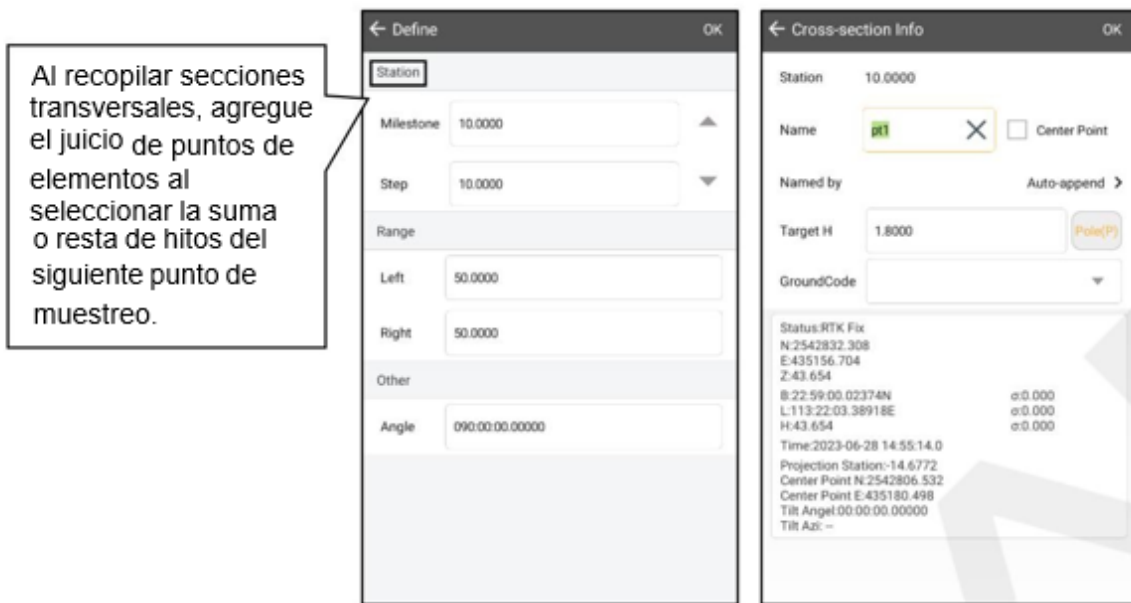 Al recopilar secciones
transversales, agregue
el juicio de puntos de
elementos al
seleccionar la suma
o resta de hitos del
siguiente punto de
muestreo.
Define OK
Station
Milestone 10.0000
Step 10.0000
Range
Left 50.0000
Right 50.0000
Other
Angle 090:00:00.00000
Cross-section Info OK
Station 10.0000
Name pt1 Center Point
Named by Auto-append >
Target H 1.8000 Pole(P)
GroundCode
Status:RTK Fix
N:2542832.308
E:435156.704
Z:43.654
B:22:59:00.02374N σ:0.000
L:113:22:03.38918E σ:0.000
H:43.654 σ:0.000
Time:2023-06-28 14:55:14.0
Projection Station:-14.6772
Center Point N:2542806.532
Center Point E:435180.498
Tilt Angel:00:00:00.00000
Tilt Azi: --